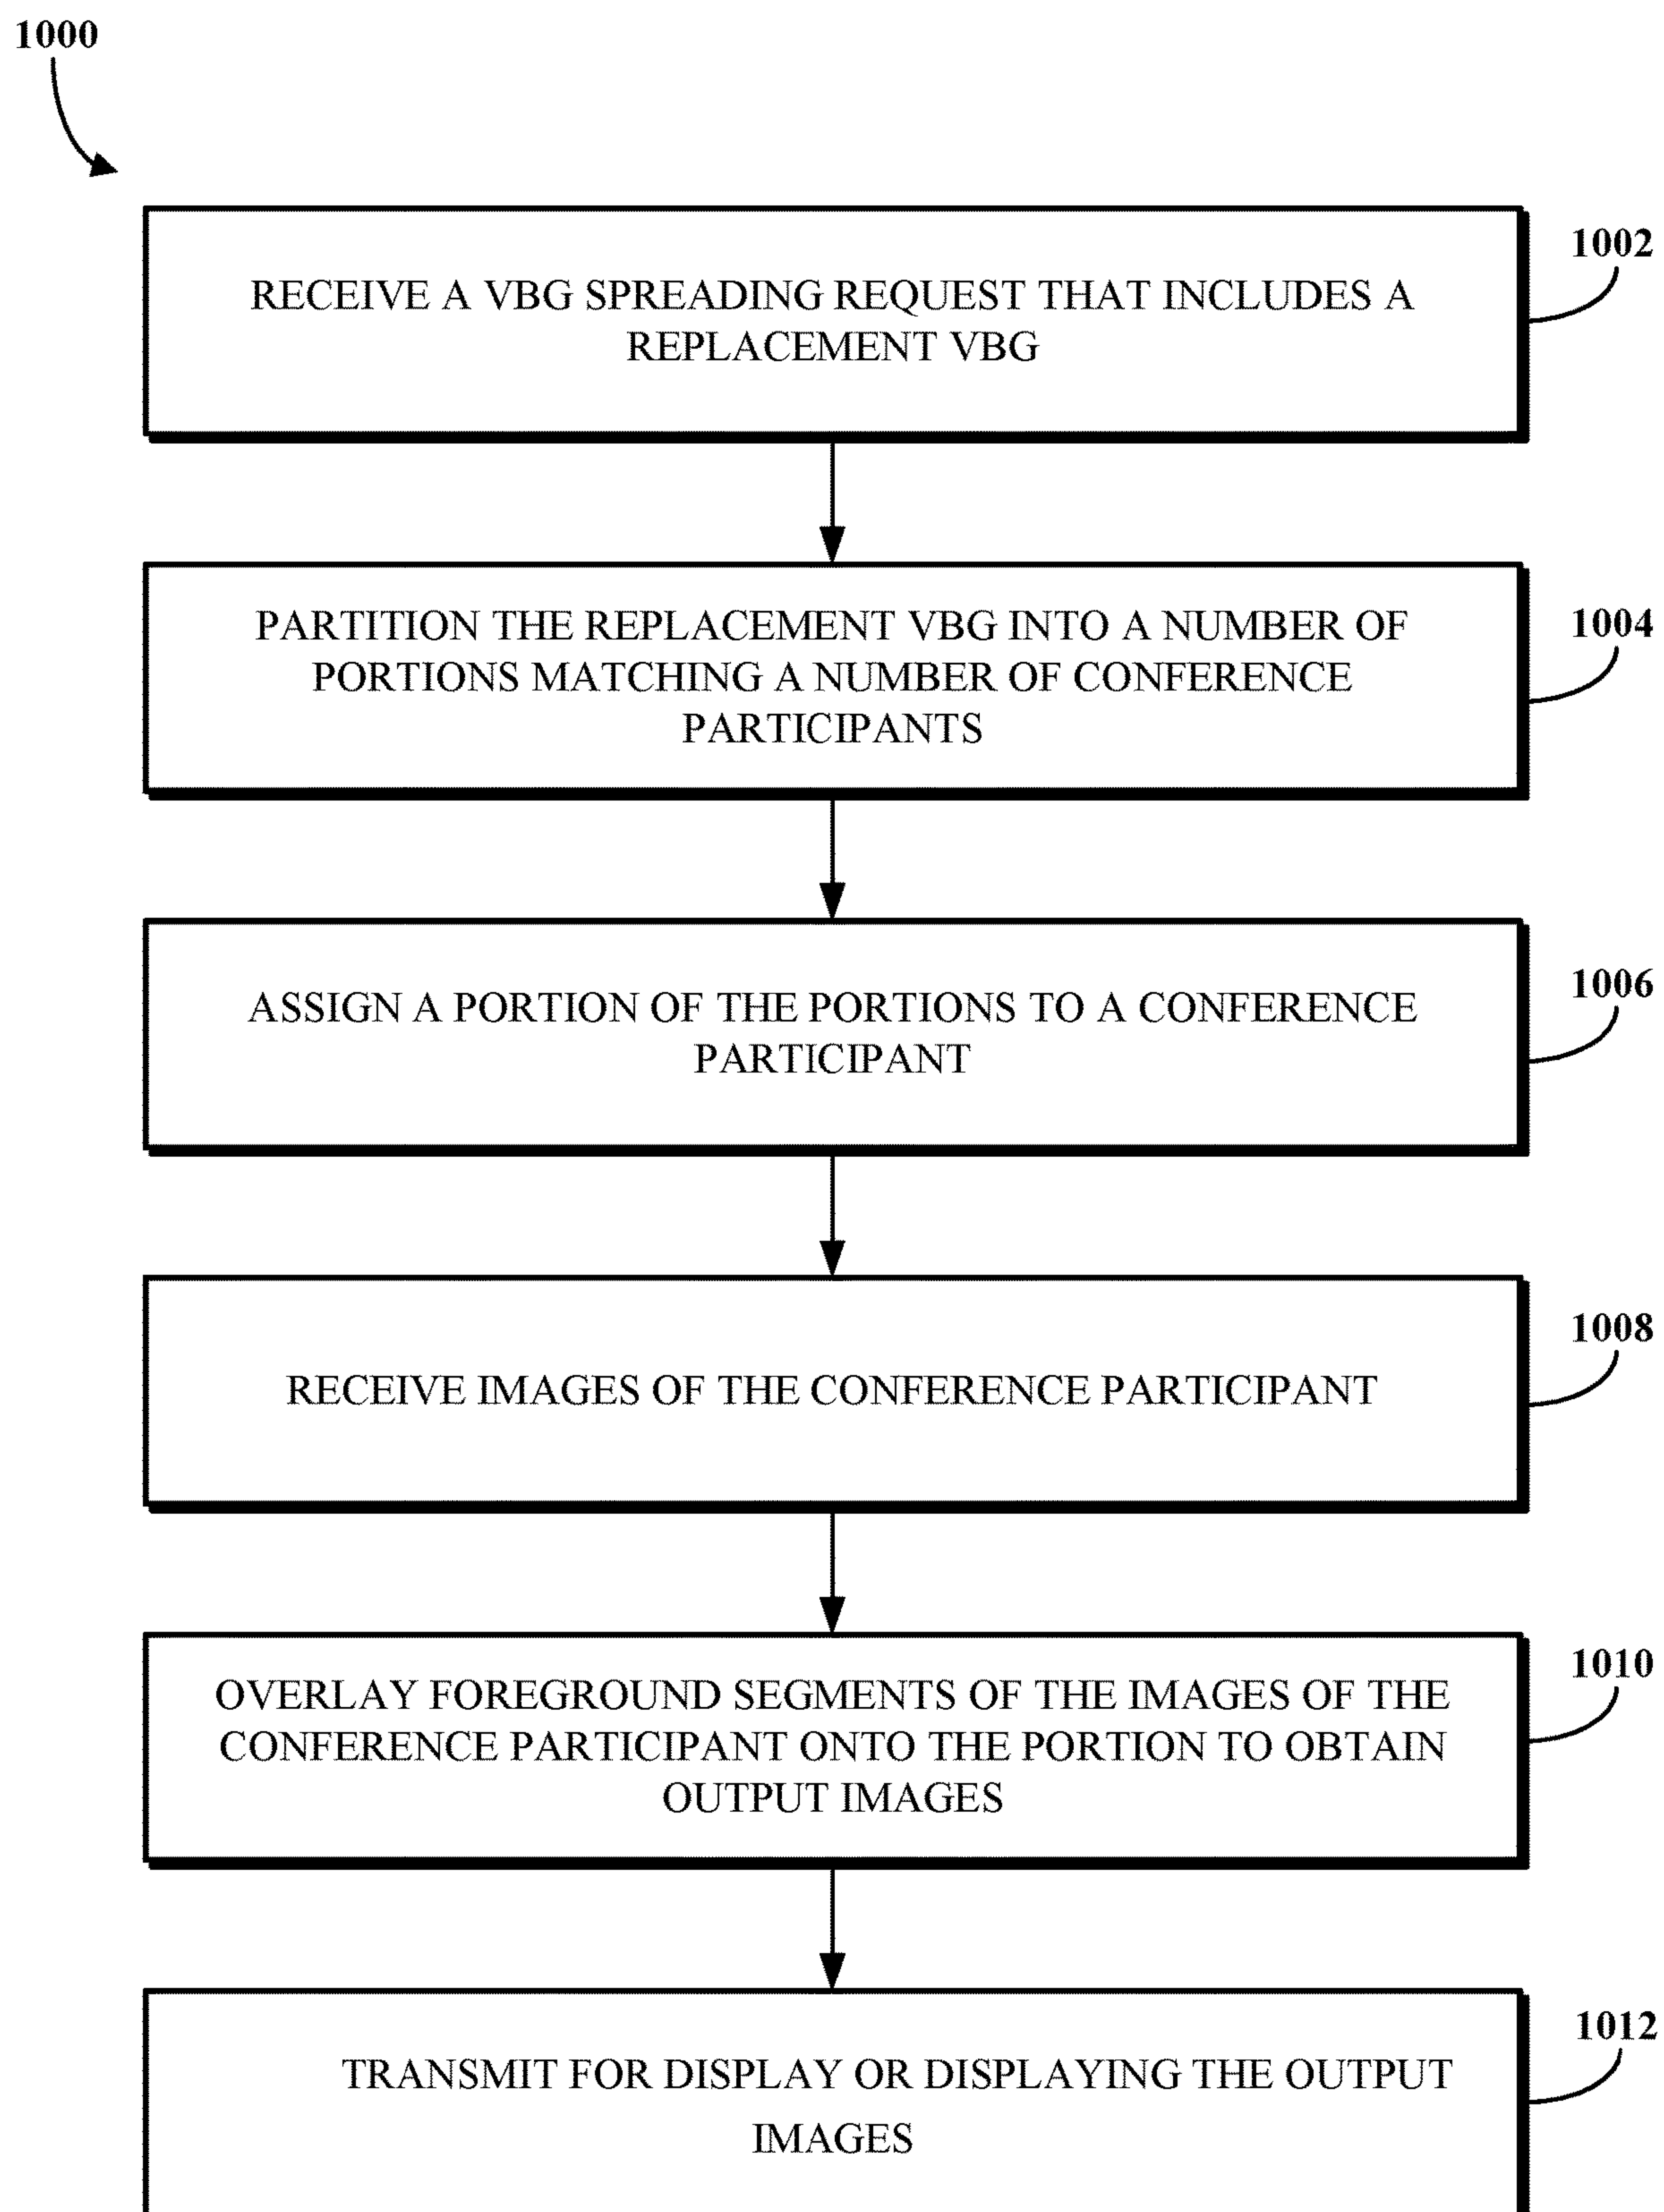 1000
RECEIVE A VBG SPREADING REQUEST THAT INCLUDES A
REPLACEMENT VBG
1002
PARTITION THE REPLACEMENT VBG INTO A NUMBER OF
PORTIONS MATCHING A NUMBER OF CONFERENCE
PARTICIPANTS
1004
ASSIGN A PORTION OF THE PORTIONS TO A CONFERENCE
PARTICIPANT
1006
RECEIVE IMAGES OF THE CONFERENCE PARTICIPANT
1008
OVERLAY FOREGROUND SEGMENTS OF THE IMAGES OF THE
CONFERENCE PARTICIPANT ONTO THE PORTION TO OBTAIN
OUTPUT IMAGES
1010
TRANSMIT FOR DISPLAY OR DISPLAYING THE OUTPUT
IMAGES
1012